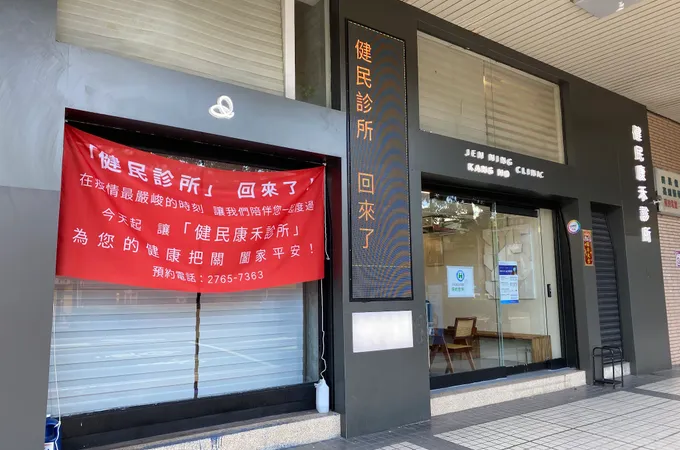 「健民診所」 回來了
在疫情最嚴峻的時刻 讓我們陪伴您一起度過
今天起 讓「健民康禾診所」
為您的健康把關 闔家平安！
預約電話：2765-7363
健民診所 回來了
JEN MING CLINIC
KANG HO
健民康禾診所